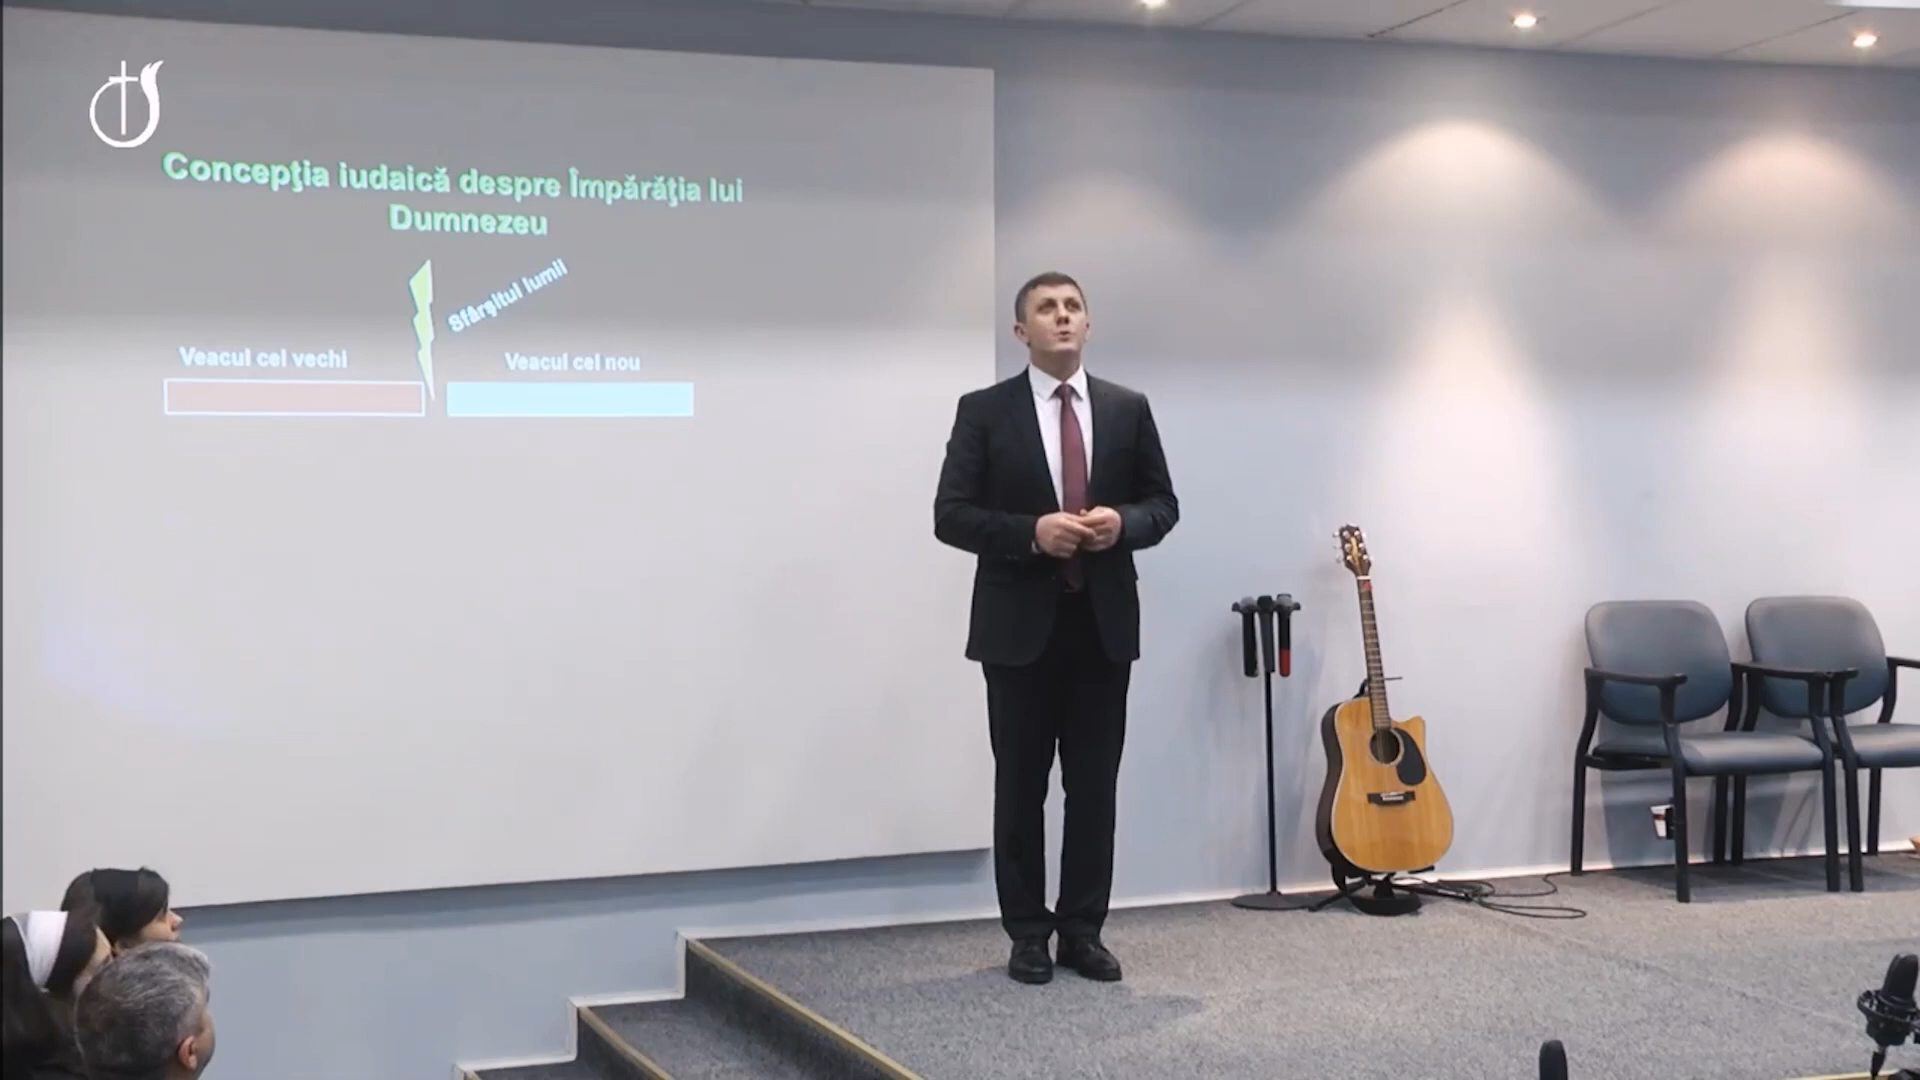 Concepţia iudaică despre Împărăţia lui
Dumnezeu
Sfârşitul lumii
Veacul cel vechi
Veacul cel nou